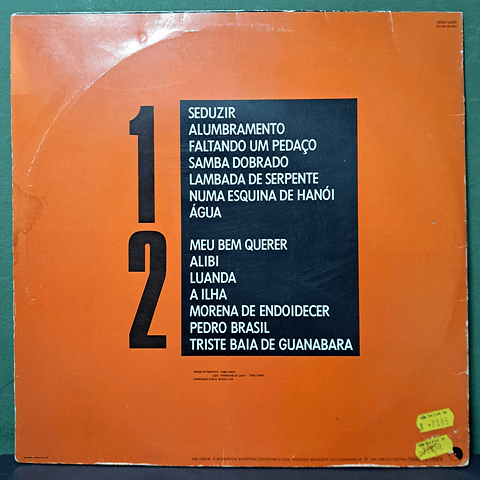 1
SEDUZIR
ALUMBRAMENTO
FALTANDO UM PEDAÇO
SAMBA DOBRADO
LAMBADA DE SERPENTE
NUMA ESQUINA DE HANÓI
ÁGUA
2
MEU BEM QUERER
ALIBI
LUANDA
A ILHA
MORENA DE ENDOIDECER
PEDRO BRASIL
TRISTE BAIA DE GUANABARA